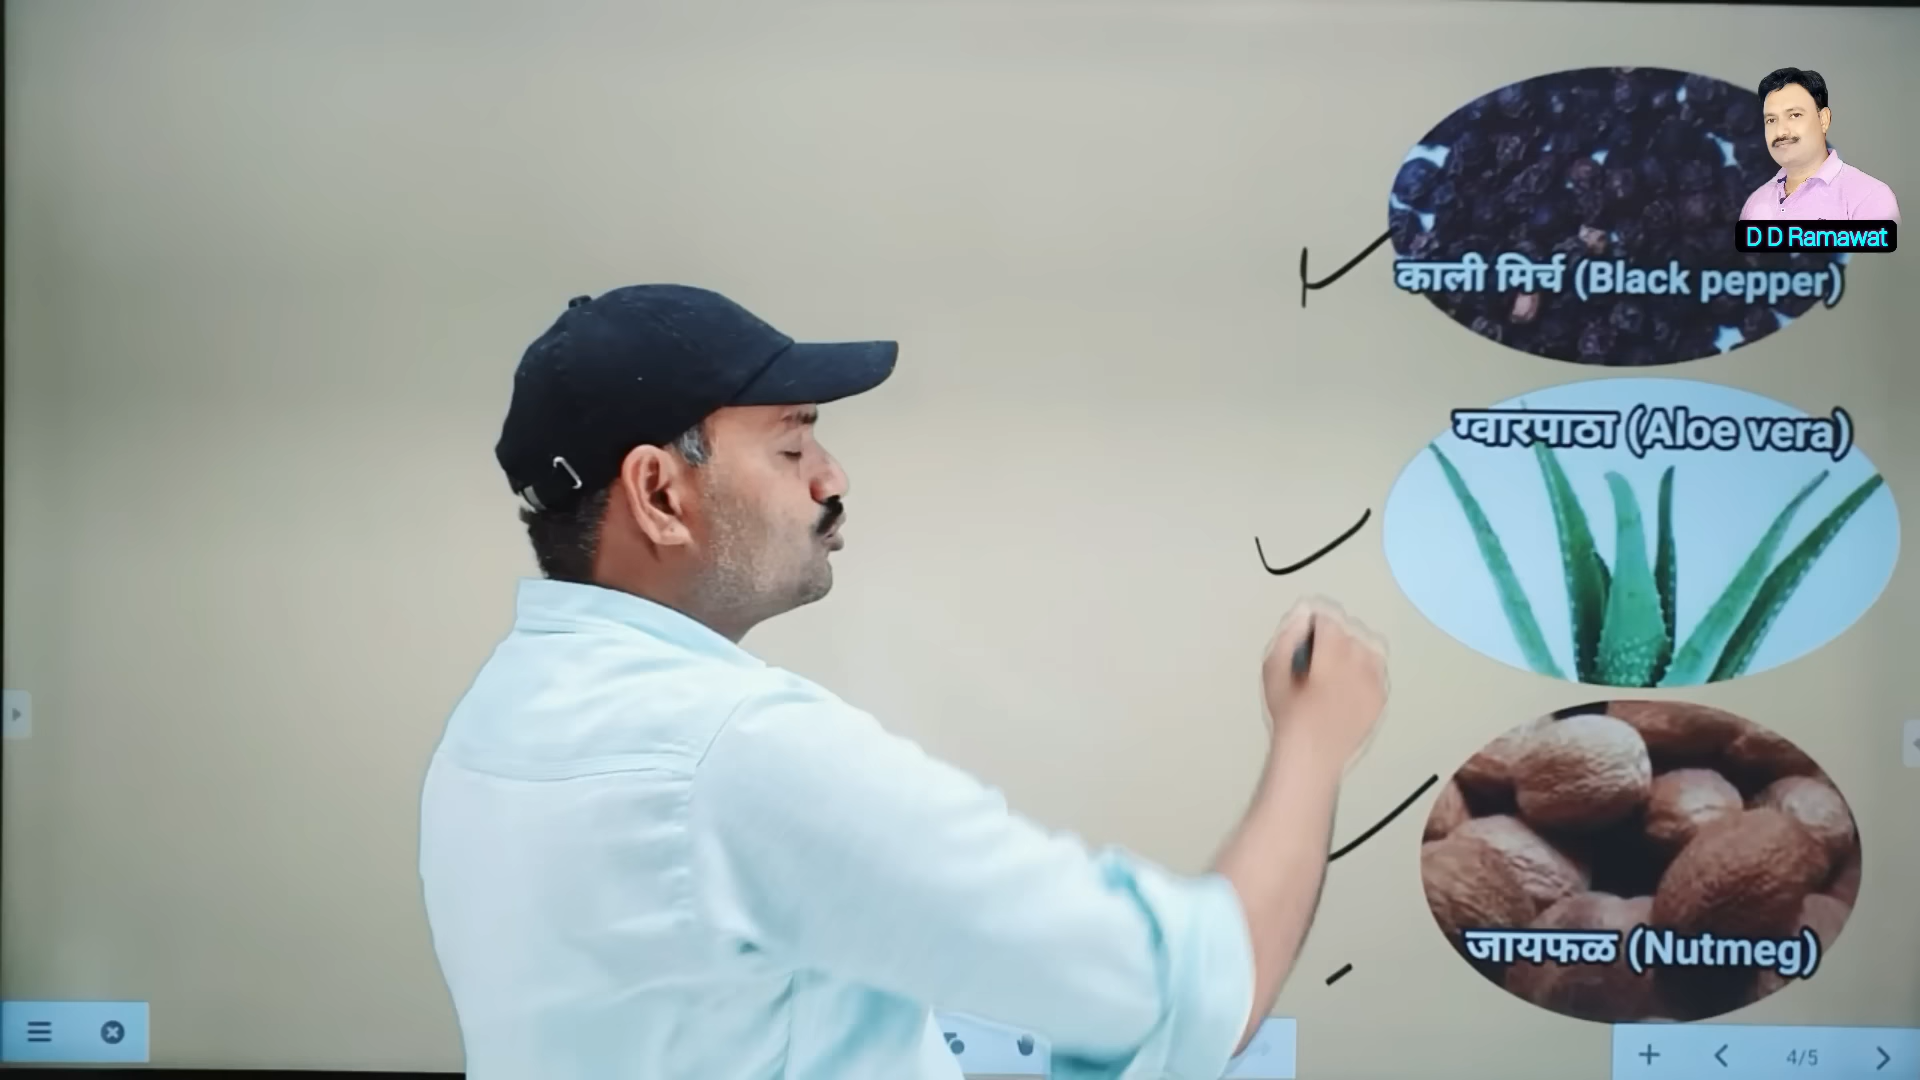 D D Ramawat
काली मिर्च (Black pepper)
ग्वारपाठा (Aloe vera)
जायफळ (Nutmeg)
4/5